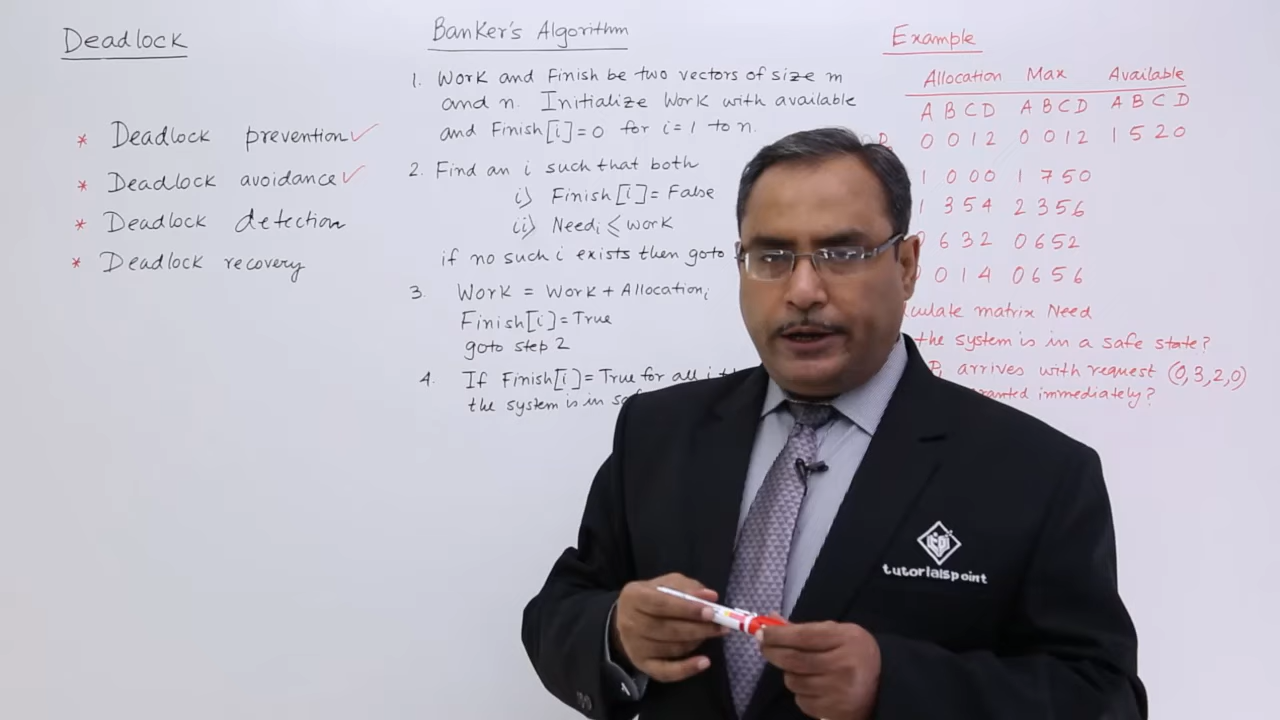 Deadlock
* Deadlock prevention ✓
* Deadlock avoidance ✓
* Deadlock detection
* Deadlock recovery
Banker's Algorithm
1. Work and Finish be two vectors of size m
and n. Initialize Work with available
and Finish[i]=0 for i=1 to n.
2. Find an i such that both
i) Finish[i]=False
ii) Needi ≤ work
if no such i exists then goto
3. Work = Work + Allocationi
Finish[i]=True
goto step 2
4. If Finish[i]=True for all i
the system is in
Example
Allocation Max Available
A B C D A B C D A B C D
0 0 1 2 0 0 1 2 1 5 2 0
1 0 0 0 1 7 5 0
1 3 5 4 2 3 5 6
0 6 3 2 0 6 5 2
0 0 1 4 0 6 5 6
matrix Need
the system is in a safe state?
P1 arrives with request (0,3,2,0)
immediately?
tutorialspoint